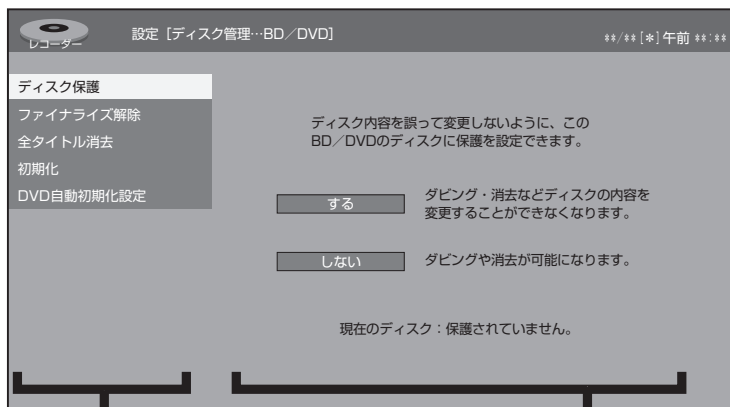 レコーダー
設定［ディスク管理…BD／DVD］
**/**[*]午前 **:**
ディスク保護
ファイナライズ解除
全タイトル消去
初期化
DVD自動初期化設定
ディスク内容を誤って変更しないように、この
BD／DVDのディスクに保護を設定できます。
する
ダビング・消去などディスクの内容を
変更することができなくなります。
しない
ダビングや消去が可能になります。
現在のディスク：保護されていません。